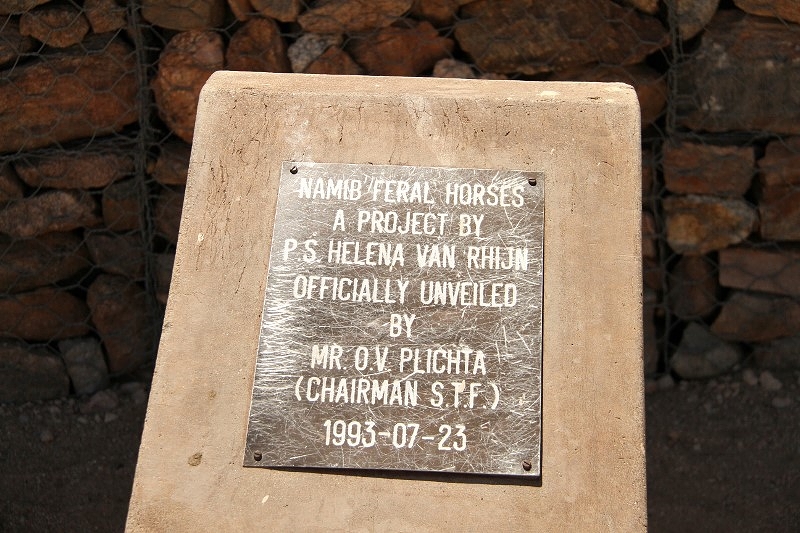 NAMIB FERAL HORSES
A PROJECT BY
P.S. HELENA VAN RHIJN
OFFICIALLY UNVEILED
BY
MR. O.V. PLICHTA
(CHAIRMAN S.T.F.)
1993-07-23